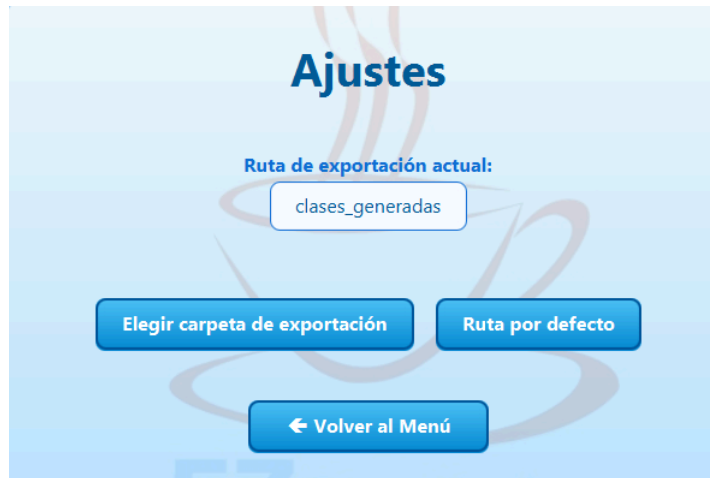 Ajustes
Ruta de exportación actual:
clases_generadas
Elegir carpeta de exportación
Ruta por defecto
🡸 Volver al Menú